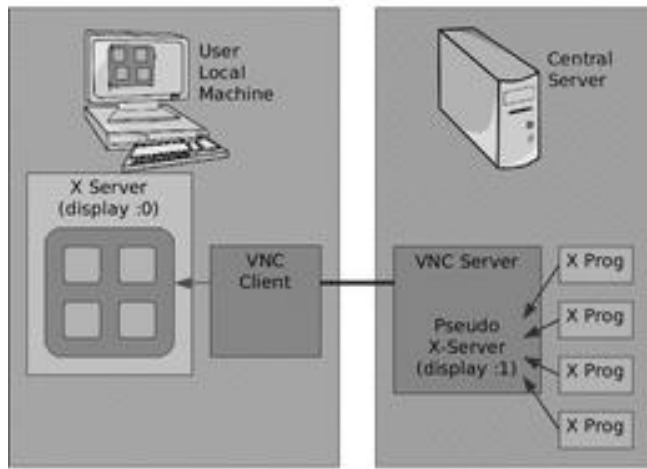 User
Local
Machine
X Server
(display :0)
VNC
Client
Central
Server
VNC Server
Pseudo
X-Server
(display :1)
X Prog
X Prog
X Prog
X Prog